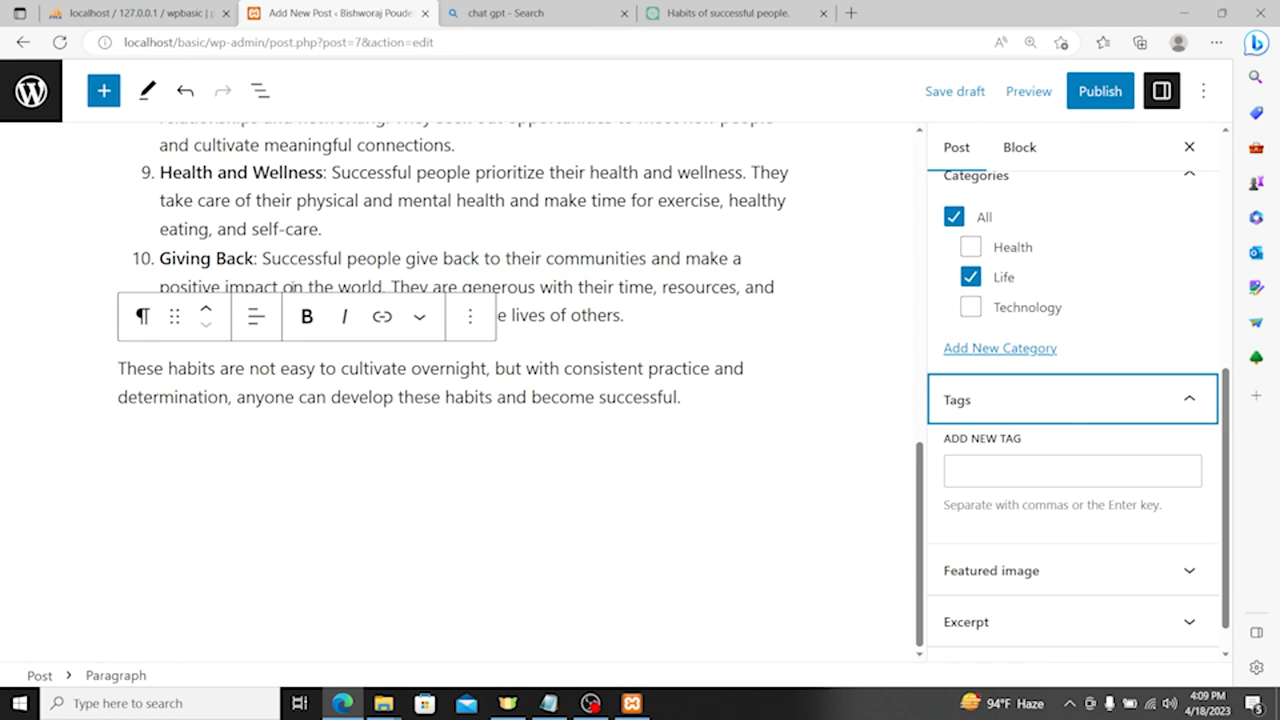 localhost / 127.0.0.1 / wpbasic | p
Add New Post ‹ Bishworaj Poude
chat gpt - Search
Habits of successful people.
localhost/basic/wp-admin/post.php?post=7&action=edit
Save draft
Preview
Publish
and cultivate meaningful connections.
9. Health and Wellness: Successful people prioritize their health and wellness. They
take care of their physical and mental health and make time for exercise, healthy
eating, and self-care.
10. Giving Back: Successful people give back to their communities and make a
positive impact on the world. They are generous with their time, resources, and
e lives of others.
B I
These habits are not easy to cultivate overnight, but with consistent practice and
determination, anyone can develop these habits and become successful.
Post
Block
Categories
All
Health
Life
Technology
Add New Category
Tags
ADD NEW TAG
Separate with commas or the Enter key.
Featured image
Excerpt
Post > Paragraph
Type here to search
94°F Haze
4:09 PM
4/18/2023
5